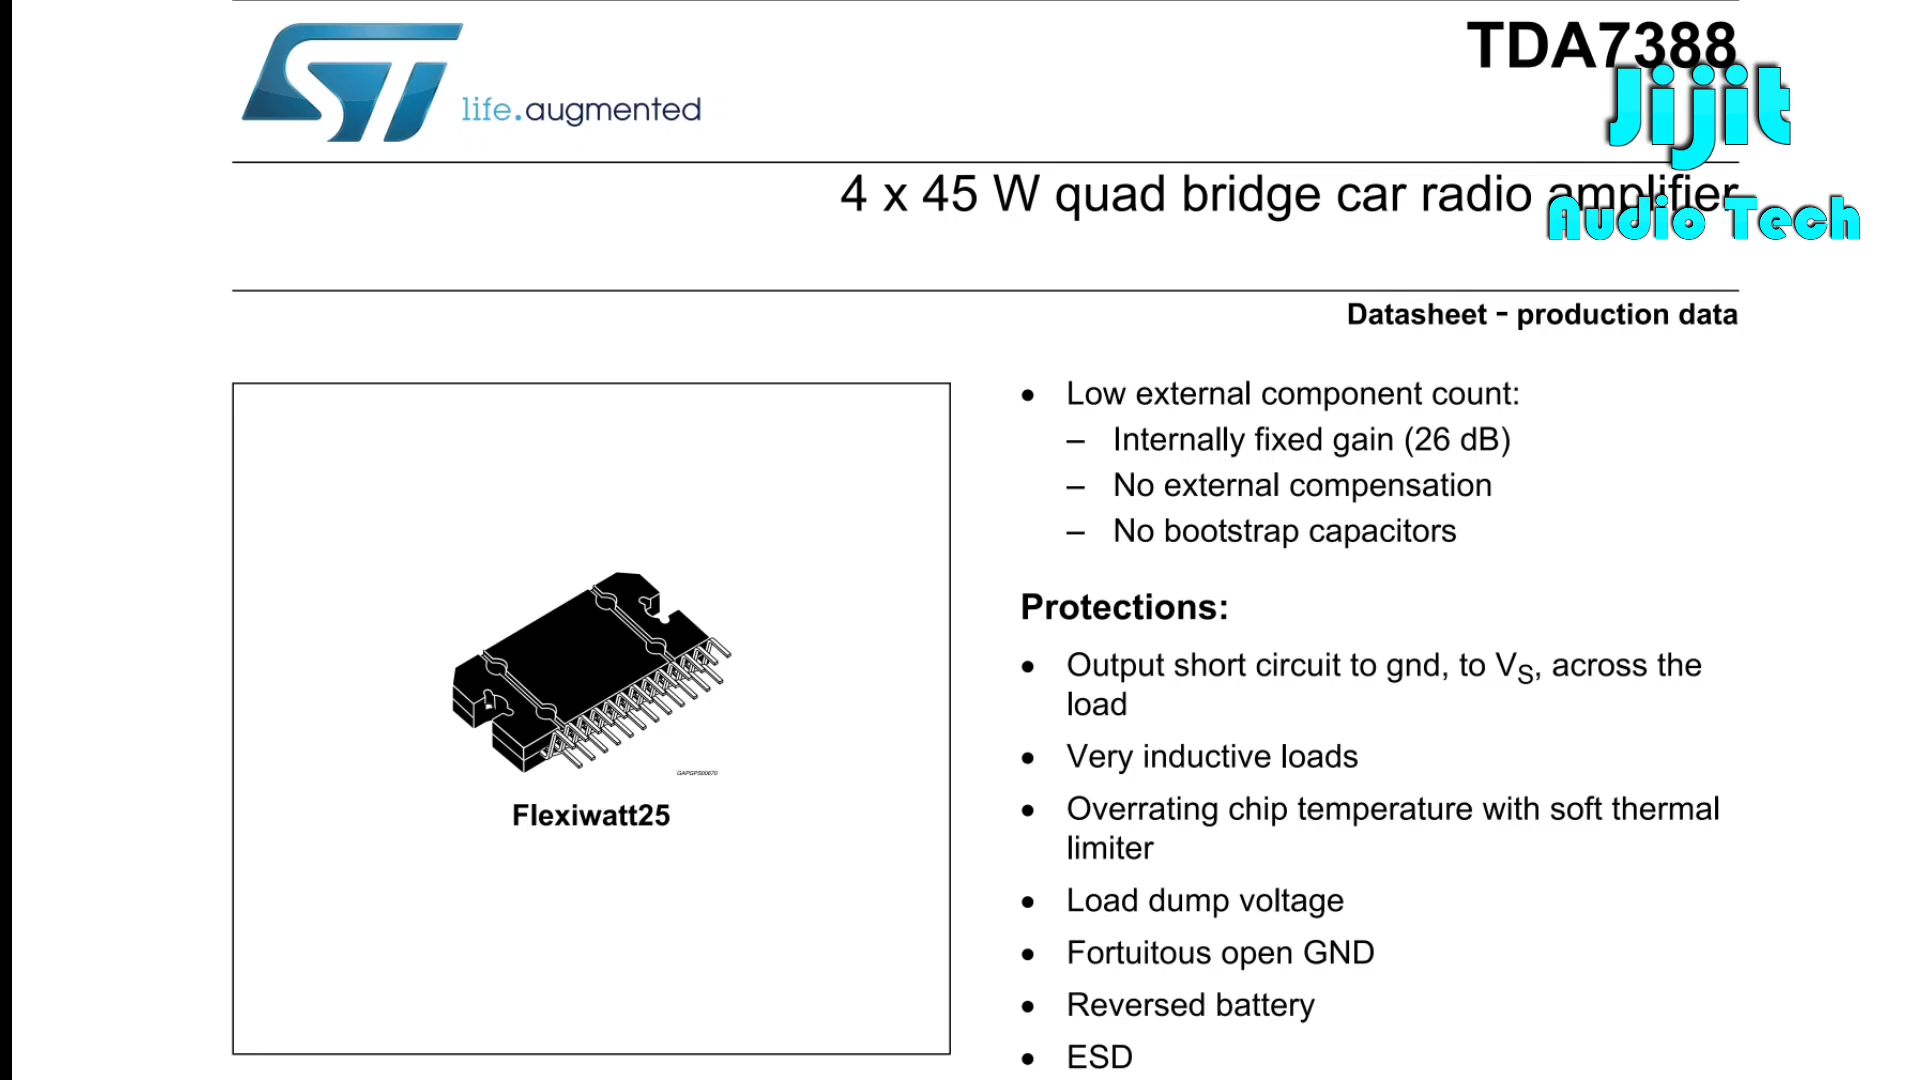 TDA7388
Jijit
life.augmented
4 x 45 W quad bridge car radio amplifier
Audio Tech
Datasheet - production data
• Low external component count:
– Internally fixed gain (26 dB)
– No external compensation
– No bootstrap capacitors
Protections:
• Output short circuit to gnd, to VS, across the
load
• Very inductive loads
• Overrating chip temperature with soft thermal
limiter
• Load dump voltage
• Fortuitous open GND
• Reversed battery
• ESD
GAPGPS00670
Flexiwatt25